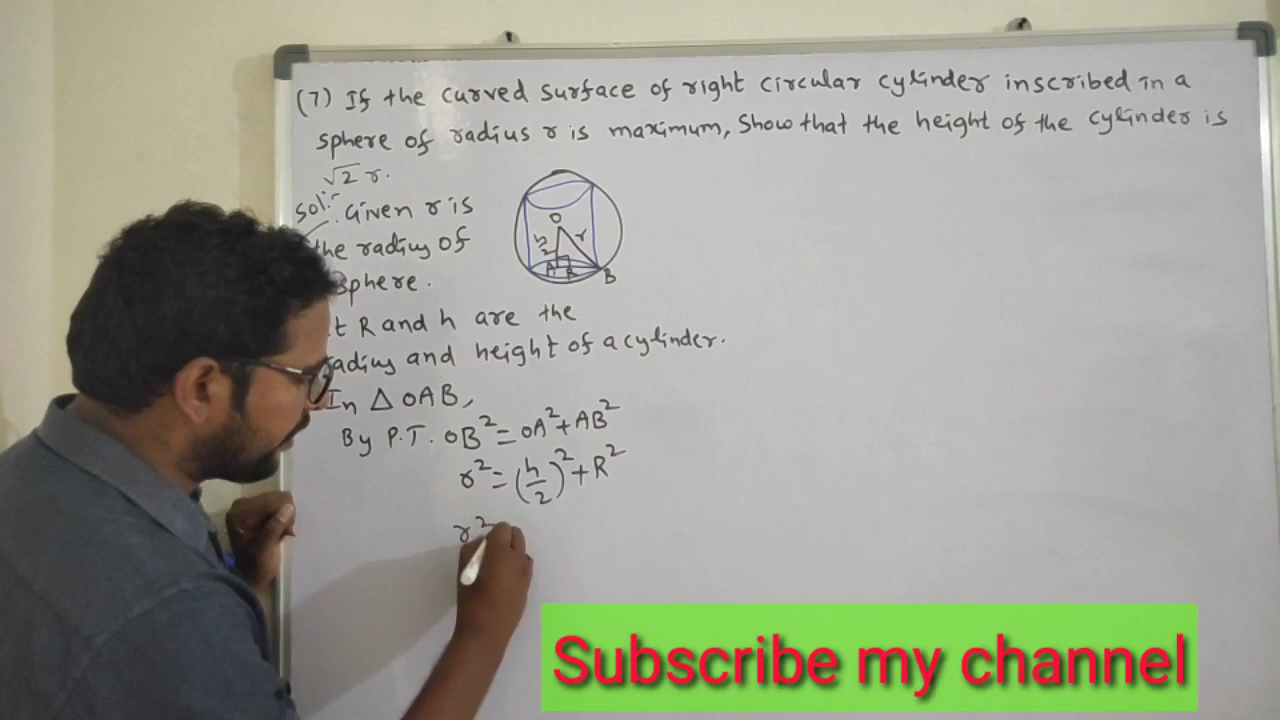 (7) If the curved surface of right circular cylinder inscribed in a
sphere of radius r is maximum, Show that the height of the cylinder is
√2 r.
Sol:- Given r is
the radius of
sphere.
O
h/2
r
A
R
B
t R and h are the
radius and height of a cylinder.
In △ OAB,
By P.T. OB² = OA² + AB²
r² = (h/2)² + R²
r²
Subscribe my channel